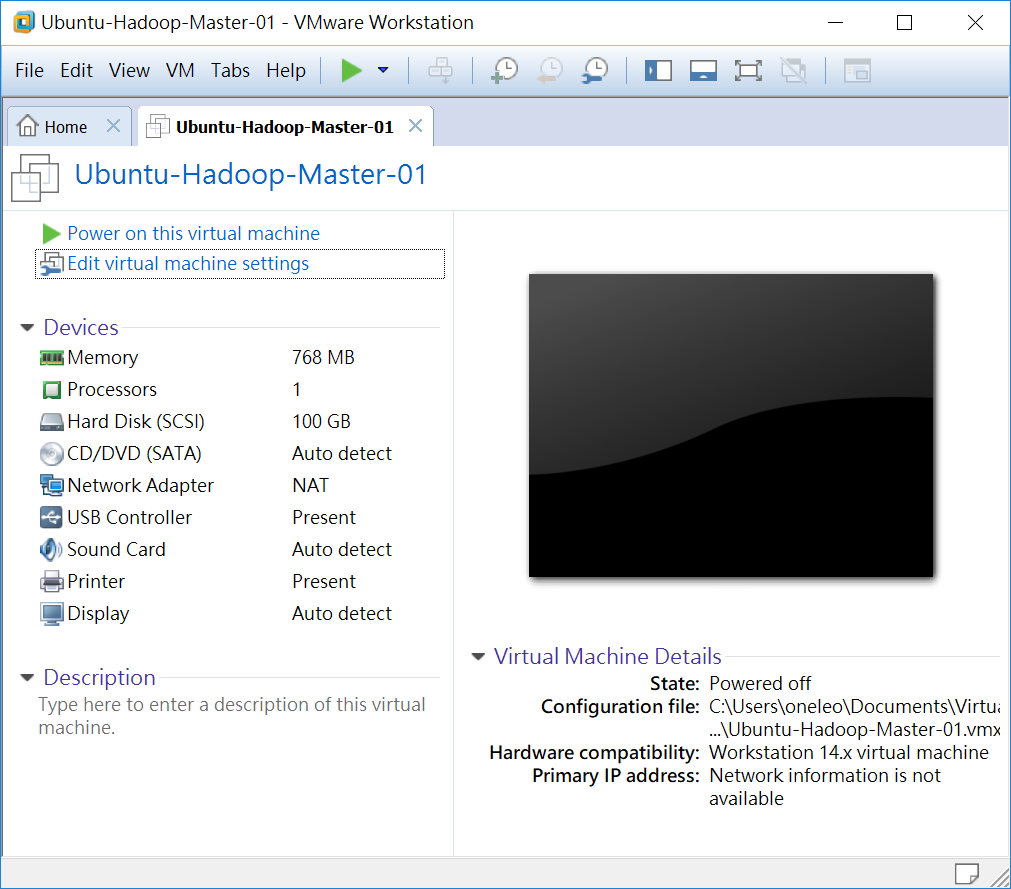 Ubuntu-Hadoop-Master-01 - VMware Workstation
File Edit View VM Tabs Help
Home Ubuntu-Hadoop-Master-01
Ubuntu-Hadoop-Master-01
Power on this virtual machine
Edit virtual machine settings
Devices
Memory 768 MB
Processors 1
Hard Disk (SCSI) 100 GB
CD/DVD (SATA) Auto detect
Network Adapter NAT
USB Controller Present
Sound Card Auto detect
Printer Present
Display Auto detect
Description
Type here to enter a description of this virtual
machine.
Virtual Machine Details
State: Powered off
Configuration file: C:\Users\oneleo\Documents\Virtua
...\Ubuntu-Hadoop-Master-01.vmx
Hardware compatibility: Workstation 14.x virtual machine
Primary IP address: Network information is not
available